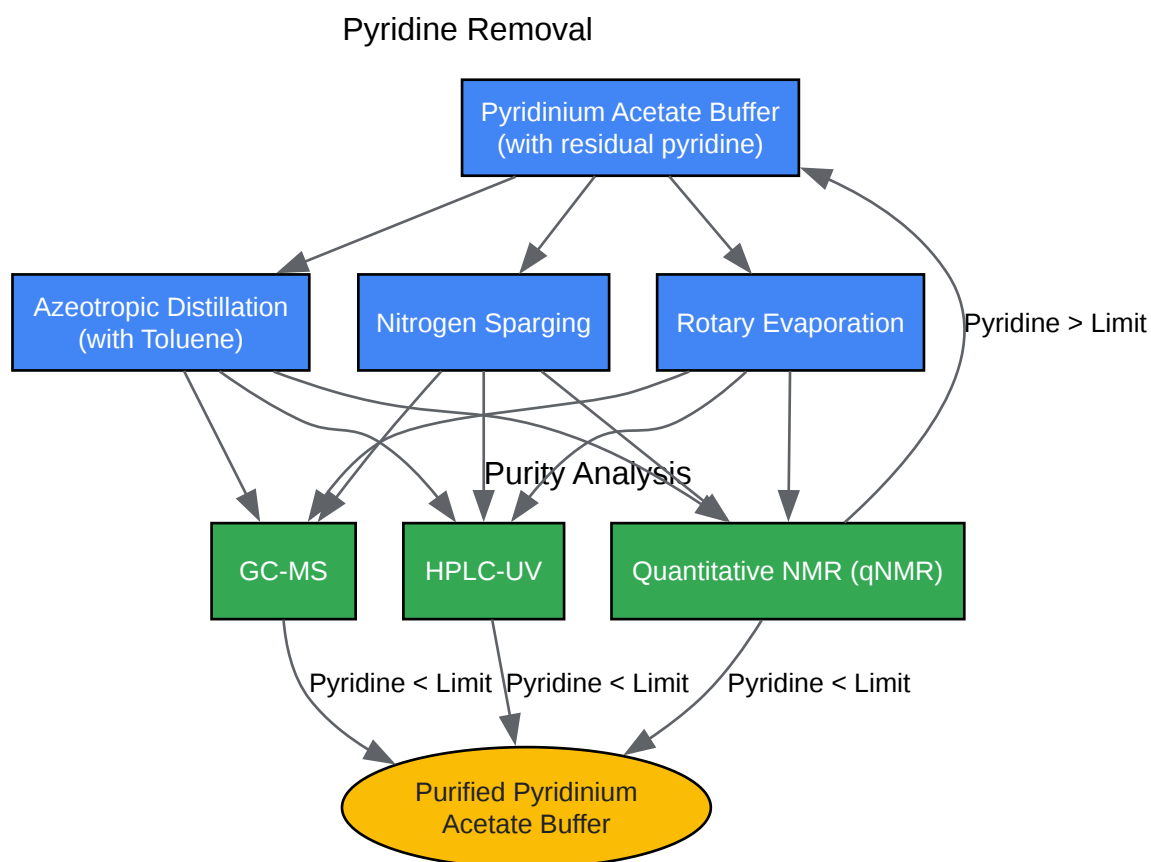 Pyridine Removal
Pyridinium Acetate Buffer
(with residual pyridine)
Azeotropic Distillation
(with Toluene)
Nitrogen Sparging
Rotary Evaporation
Pyridine > Limit
Purity Analysis
GC-MS
HPLC-UV
Quantitative NMR (qNMR)
Pyridine < Limit
Pyridine < Limit
Pyridine < Limit
Purified Pyridinium
Acetate Buffer